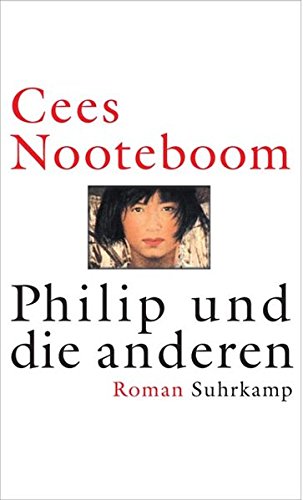 Cees
Nooteboom
Philip und
die anderen
Roman Suhrkamp